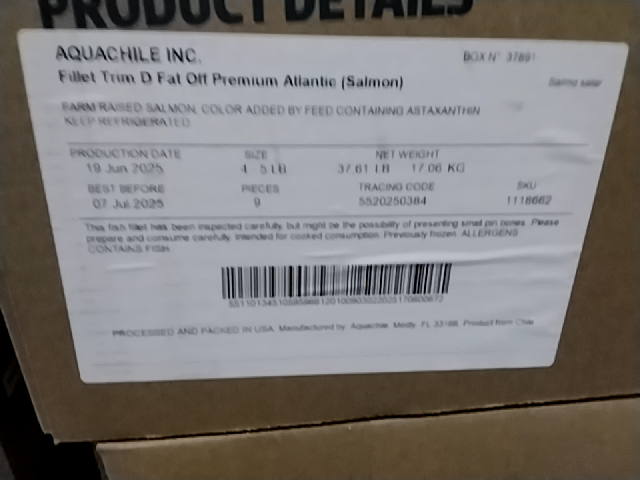 PRODUCT DETAILS
AQUACHILE INC.
BOX N° 37891
Fillet Trim D Fat Off Premium Atlantic (Salmon)
Salmo salar
FARM RAISED SALMON, COLOR ADDED BY FEED CONTAINING ASTAXANTHIN
KEEP REFRIGERATED
PRODUCTION DATE SIZE NET WEIGHT
19 Jun 2025 4 5 LB 37.61 LB 17.06 KG
BEST BEFORE PIECES TRACING CODE SKU
07 Jul 2025 9 5520250384 1118662
This fish fillet has been inspected carefully, but might be the possibility of presenting small pin bones. Please
prepare and consume carefully. Intended for cooked consumption. Previously frozen. ALLERGENS
CONTAINS FISH.
PROCESSED AND PACKED IN USA. Manufactured by: Aquachile. Medly, FL 33166. Product from Chile